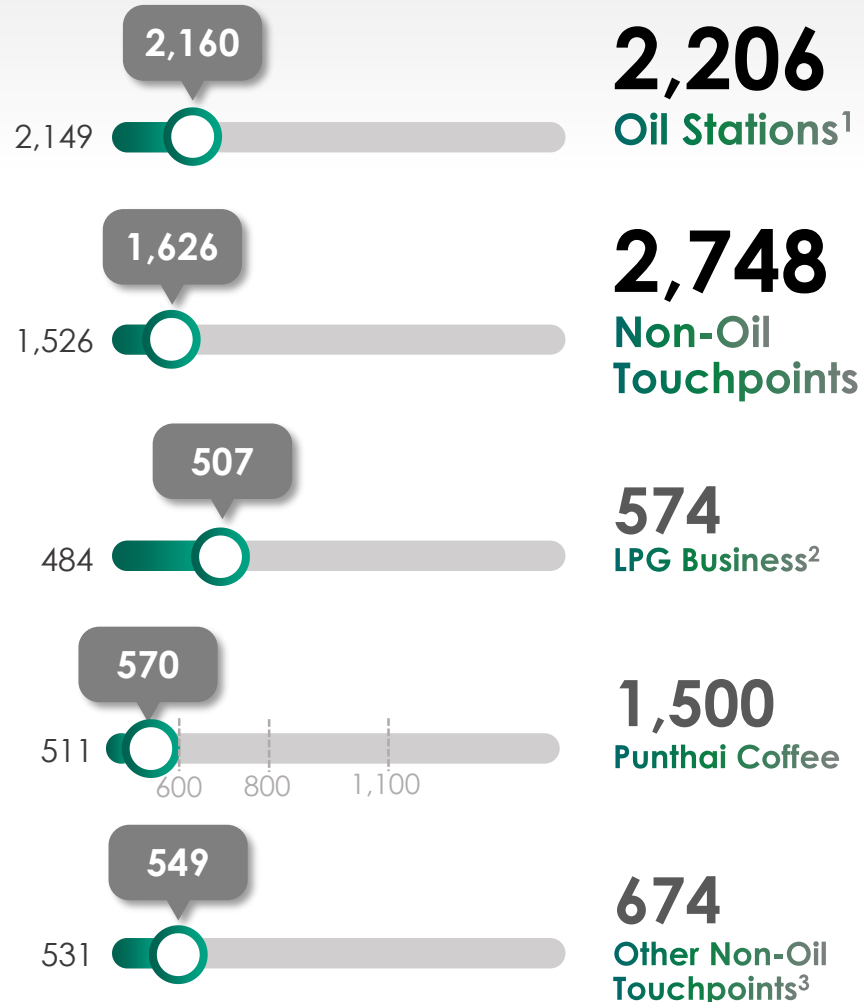 2,160
2,149
2,206
Oil Stations¹
1,626
1,526
2,748
Non-Oil
Touchpoints
507
484
574
LPG Business²
570
511
600 800 1,100
1,500
Punthai Coffee
549
531
674
Other Non-Oil
Touchpoints³